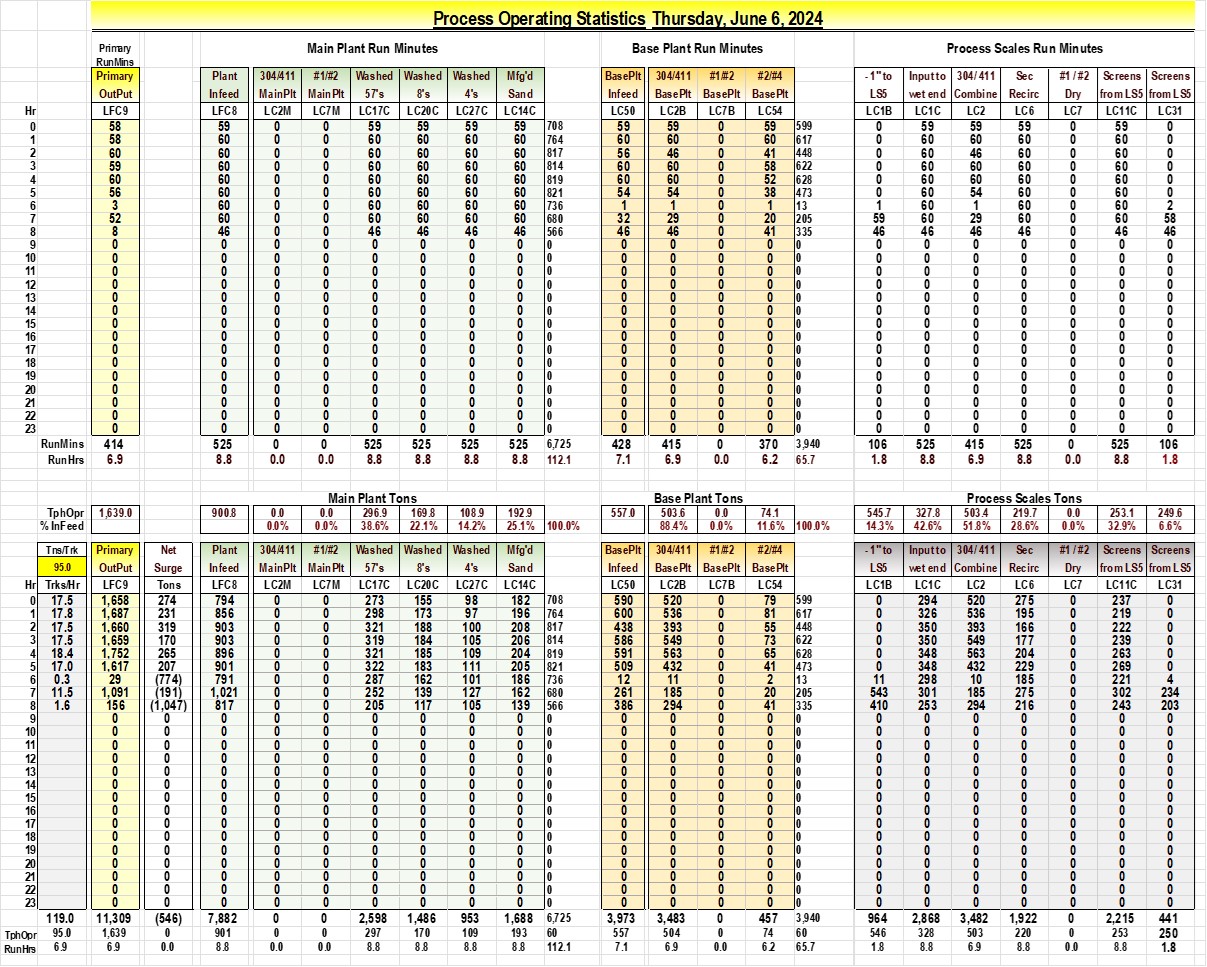 Process Operating Statistics Thursday, June 6, 2024
Primary Main Plant Run Minutes Base Plant Run Minutes Process Scales Run Minutes
RunMins
Primary Plant 304/411 #1/#2 Washed Washed Washed Mfg'd BasePlt 304/411 #1/#2 #2/#4 -1" to Input to 304/411 Sec #1/#2 Screens Screens
OutPut Infeed MainPlt MainPlt 57's 8's 4's Sand Infeed BasePlt BasePlt BasePlt LS5 wet end Combine Recirc Dry from LS5 from LS5
Hr LFC9 LFC8 LC2M LC7M LC17C LC20C LC27C LC14C LC50 LC2B LC7B LC54 LC1B LC1C LC2 LC6 LC7 LC11C LC31
0 58 59 0 0 59 59 59 59 708 59 59 0 59 599 0 59 59 59 0 59 0
1 58 60 0 0 60 60 60 60 764 60 60 0 60 617 0 60 60 60 0 60 0
2 60 60 0 0 60 60 60 60 817 56 46 0 41 448 0 60 46 60 0 60 0
3 59 60 0 0 60 60 60 60 814 60 60 0 58 622 0 60 60 60 0 60 0
4 60 60 0 0 60 60 60 60 819 60 60 0 52 628 0 60 60 60 0 60 0
5 56 60 0 0 60 60 60 60 821 54 54 0 38 473 0 60 54 60 0 60 0
6 3 60 0 0 60 60 60 60 736 1 1 0 1 13 1 60 1 60 0 60 2
7 52 60 0 0 60 60 60 60 680 32 29 0 20 205 59 60 29 60 0 60 58
8 8 46 0 0 46 46 46 46 566 46 46 0 41 335 46 46 46 46 0 46 46
9 0 0 0 0 0 0 0 0 0 0 0 0 0 0 0 0 0 0 0 0 0
10 0 0 0 0 0 0 0 0 0 0 0 0 0 0 0 0 0 0 0 0 0
11 0 0 0 0 0 0 0 0 0 0 0 0 0 0 0 0 0 0 0 0 0
12 0 0 0 0 0 0 0 0 0 0 0 0 0 0 0 0 0 0 0 0 0
13 0 0 0 0 0 0 0 0 0 0 0 0 0 0 0 0 0 0 0 0 0
14 0 0 0 0 0 0 0 0 0 0 0 0 0 0 0 0 0 0 0 0 0
15 0 0 0 0 0 0 0 0 0 0 0 0 0 0 0 0 0 0 0 0 0
16 0 0 0 0 0 0 0 0 0 0 0 0 0 0 0 0 0 0 0 0 0
17 0 0 0 0 0 0 0 0 0 0 0 0 0 0 0 0 0 0 0 0 0
18 0 0 0 0 0 0 0 0 0 0 0 0 0 0 0 0 0 0 0 0 0
19 0 0 0 0 0 0 0 0 0 0 0 0 0 0 0 0 0 0 0 0 0
20 0 0 0 0 0 0 0 0 0 0 0 0 0 0 0 0 0 0 0 0 0
21 0 0 0 0 0 0 0 0 0 0 0 0 0 0 0 0 0 0 0 0 0
22 0 0 0 0 0 0 0 0 0 0 0 0 0 0 0 0 0 0 0 0 0
23 0 0 0 0 0 0 0 0 0 0 0 0 0 0 0 0 0 0 0 0 0
RunMins 414 525 0 0 525 525 525 525 6,725 428 415 0 370 3,940 106 525 415 525 0 525 106
RunHrs 6.9 8.8 0.0 0.0 8.8 8.8 8.8 8.8 112.1 7.1 6.9 0.0 6.2 65.7 1.8 8.8 6.9 8.8 0.0 8.8 1.8
Main Plant Tons Base Plant Tons Process Scales Tons
TphOpr 1,639.0 900.8 0.0 0.0 296.9 169.8 108.9 192.9 557.0 503.6 0.0 74.1 545.7 327.8 503.4 219.7 0.0 253.1 249.6
% InFeed 0.0% 0.0% 38.6% 22.1% 14.2% 25.1% 100.0% 88.4% 0.0% 11.6% 100.0% 14.3% 42.6% 51.8% 28.6% 0.0% 32.9% 6.6%
Tns/Trk Primary Net Plant 304/411 #1/#2 Washed Washed Washed Mfg'd BasePlt 304/411 #1/#2 #2/#4 -1" to Input to 304/411 Sec #1/#2 Screens Screens
95.0 OutPut Surge Infeed MainPlt MainPlt 57's 8's 4's Sand Infeed BasePlt BasePlt BasePlt LS5 wet end Combine Recirc Dry from LS5 from LS5
Hr Trks/Hr LFC9 Tons LFC8 LC2M LC7M LC17C LC20C LC27C LC14C LC50 LC2B LC7B LC54 LC1B LC1C LC2 LC6 LC7 LC11C LC31
0 17.5 1,658 274 794 0 0 273 155 98 182 708 590 520 0 79 599 0 294 520 275 0 237 0
1 17.8 1,687 231 856 0 0 298 173 97 196 764 600 536 0 81 617 0 326 536 195 0 219 0
2 17.5 1,660 319 903 0 0 321 188 100 208 817 438 393 0 55 448 0 350 393 166 0 222 0
3 17.5 1,659 170 903 0 0 319 184 105 206 814 586 549 0 73 622 0 350 549 177 0 239 0
4 18.4 1,752 265 896 0 0 321 185 109 204 819 591 563 0 65 628 0 348 563 204 0 263 0
5 17.0 1,617 207 901 0 0 322 183 111 205 821 509 432 0 41 473 0 348 432 229 0 269 0
6 0.3 29 (774) 791 0 0 287 162 101 186 736 12 11 0 2 13 11 298 10 185 0 221 4
7 11.5 1,091 (191) 1,021 0 0 252 139 127 162 680 261 185 0 20 205 543 301 185 275 0 302 234
8 1.6 156 (1,047) 817 0 0 205 117 105 139 566 386 294 0 41 335 410 253 294 216 0 243 203
9 0 0 0 0 0 0 0 0 0 0 0 0 0 0 0 0 0 0 0 0 0
10 0 0 0 0 0 0 0 0 0 0 0 0 0 0 0 0 0 0 0 0 0
11 0 0 0 0 0 0 0 0 0 0 0 0 0 0 0 0 0 0 0 0 0
12 0 0 0 0 0 0 0 0 0 0 0 0 0 0 0 0 0 0 0 0 0
13 0 0 0 0 0 0 0 0 0 0 0 0 0 0 0 0 0 0 0 0 0
14 0 0 0 0 0 0 0 0 0 0 0 0 0 0 0 0 0 0 0 0 0
15 0 0 0 0 0 0 0 0 0 0 0 0 0 0 0 0 0 0 0 0 0
16 0 0 0 0 0 0 0 0 0 0 0 0 0 0 0 0 0 0 0 0 0
17 0 0 0 0 0 0 0 0 0 0 0 0 0 0 0 0 0 0 0 0 0
18 0 0 0 0 0 0 0 0 0 0 0 0 0 0 0 0 0 0 0 0 0
19 0 0 0 0 0 0 0 0 0 0 0 0 0 0 0 0 0 0 0 0 0
20 0 0 0 0 0 0 0 0 0 0 0 0 0 0 0 0 0 0 0 0 0
21 0 0 0 0 0 0 0 0 0 0 0 0 0 0 0 0 0 0 0 0 0
22 0 0 0 0 0 0 0 0 0 0 0 0 0 0 0 0 0 0 0 0 0
23 0 0 0 0 0 0 0 0 0 0 0 0 0 0 0 0 0 0 0 0 0
119.0 11,309 (546) 7,882 0 0 2,598 1,486 953 1,688 6,725 3,973 3,483 0 457 3,940 964 2,868 3,482 1,922 0 2,215 441
TphOpr 95.0 1,639 0 901 0 0 297 170 109 193 60 557 504 0 74 60 546 328 503 220 0 253 250
RunHrs 6.9 6.9 0.0 8.8 0.0 0.0 8.8 8.8 8.8 8.8 112.1 7.1 6.9 0.0 6.2 65.7 1.8 8.8 6.9 8.8 0.0 8.8 1.8